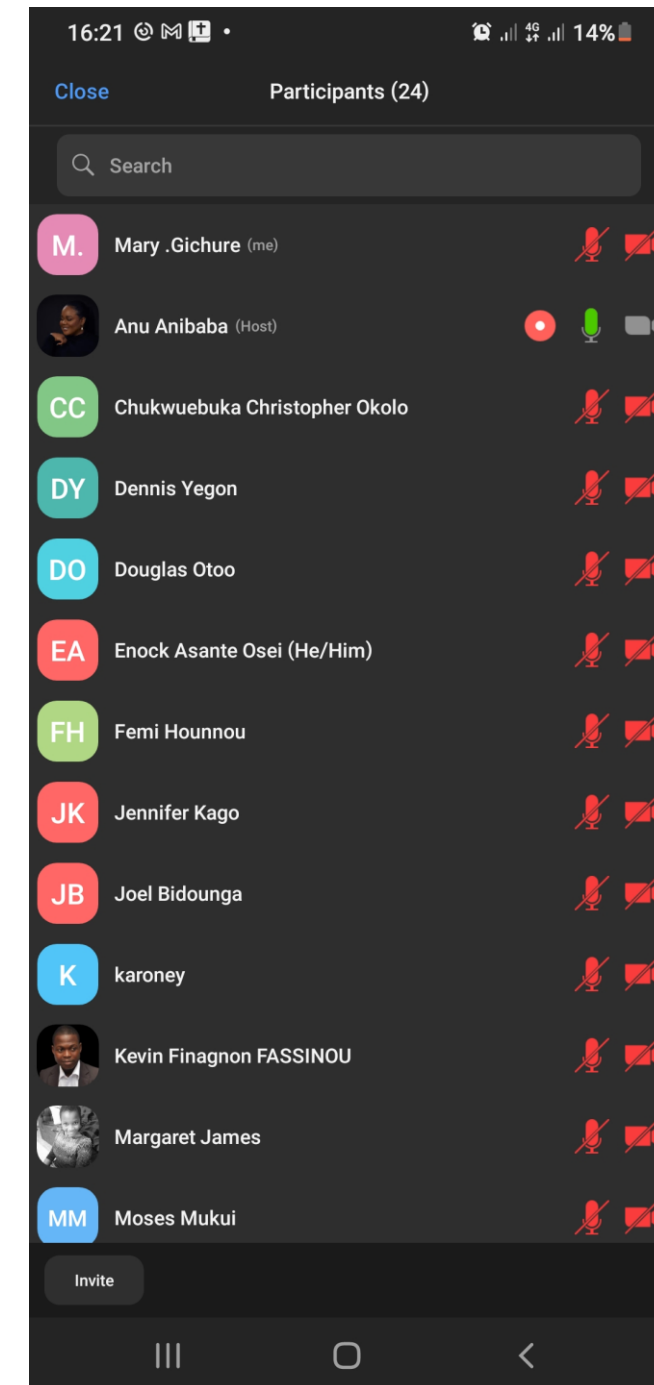 16:21 4G 14%
Close Participants (24)
Search
M. Mary .Gichure (me)
Anu Anibaba (Host)
CC Chukwuebuka Christopher Okolo
DY Dennis Yegon
DO Douglas Otoo
EA Enock Asante Osei (He/Him)
FH Femi Hounnou
JK Jennifer Kago
JB Joel Bidounga
K karoney
Kevin Finagnon FASSINOU
Margaret James
MM Moses Mukui
Invite